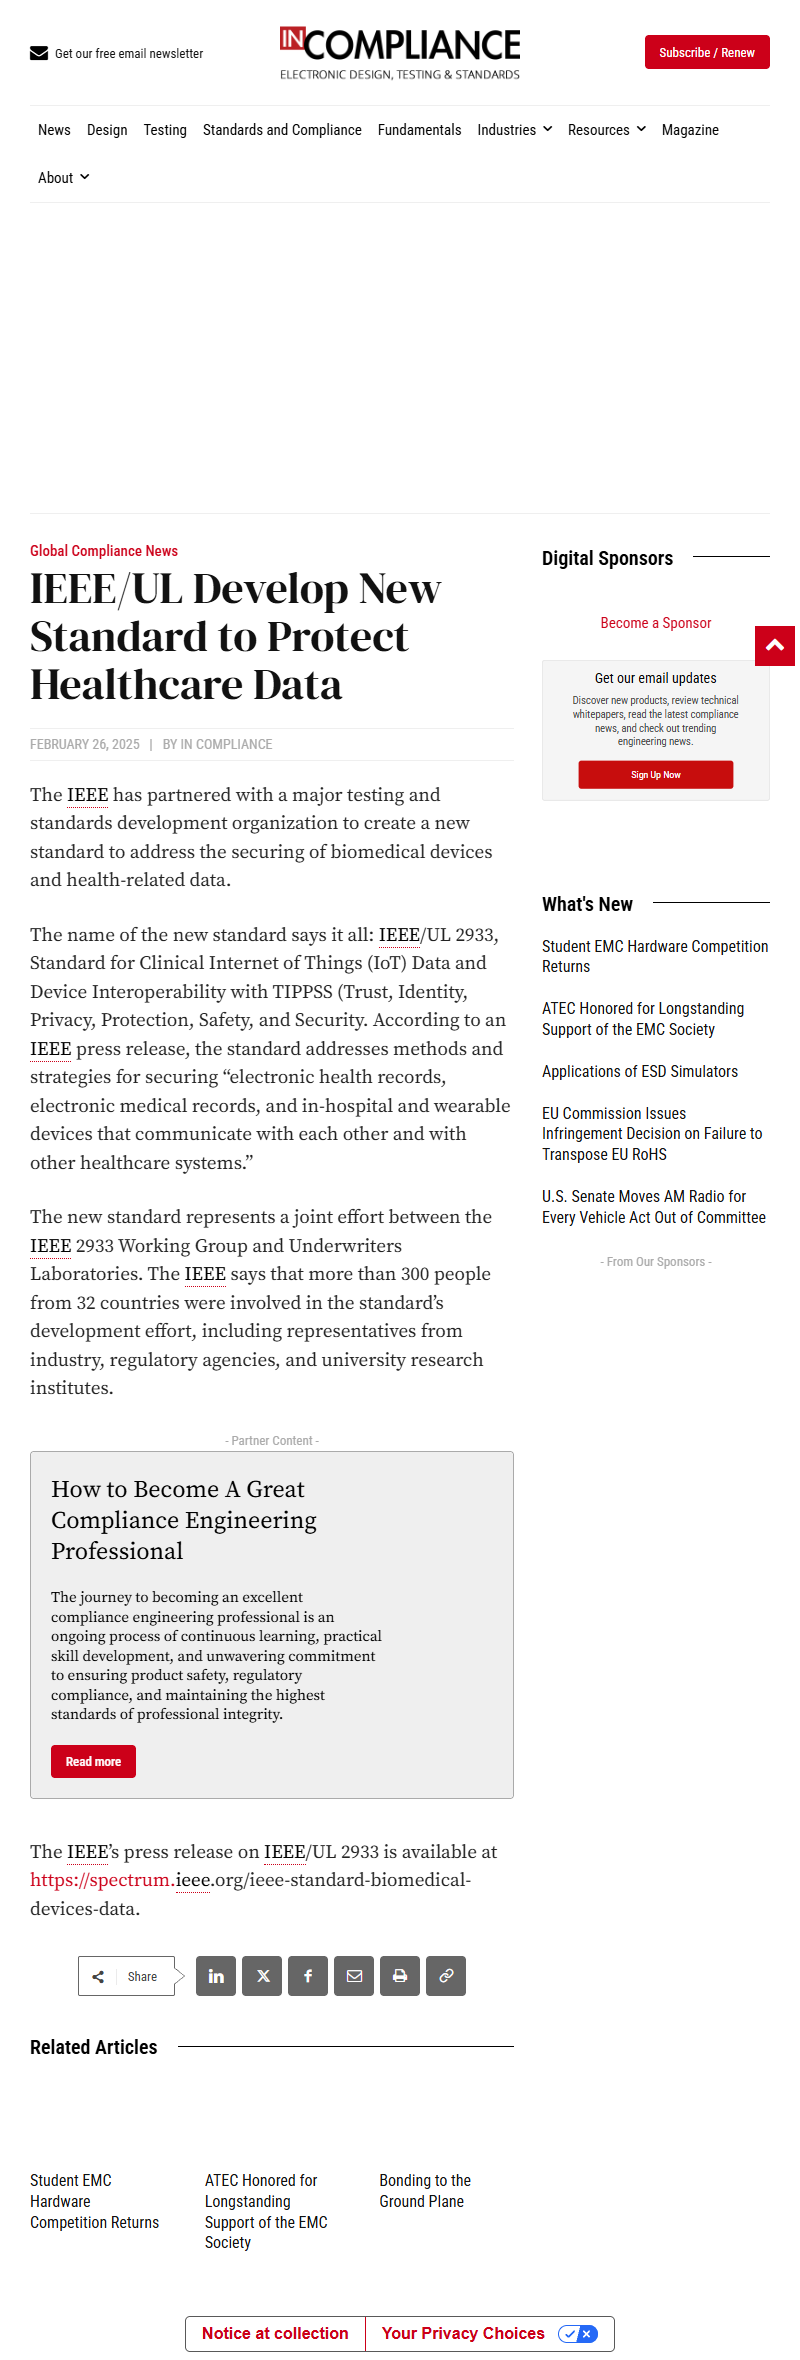 Get our free email newsletter
INCOMPLIANCE
ELECTRONIC DESIGN, TESTING & STANDARDS
Subscribe / Renew
News Design Testing Standards and Compliance Fundamentals Industries Resources Magazine
About
Global Compliance News
IEEE/UL Develop New
Standard to Protect
Healthcare Data
FEBRUARY 26, 2025 | BY IN COMPLIANCE
The IEEE has partnered with a major testing and
standards development organization to create a new
standard to address the securing of biomedical devices
and health-related data.
The name of the new standard says it all: IEEE/UL 2933,
Standard for Clinical Internet of Things (IoT) Data and
Device Interoperability with TIPPSS (Trust, Identity,
Privacy, Protection, Safety, and Security. According to an
IEEE press release, the standard addresses methods and
strategies for securing “electronic health records,
electronic medical records, and in-hospital and wearable
devices that communicate with each other and with
other healthcare systems.”
The new standard represents a joint effort between the
IEEE 2933 Working Group and Underwriters
Laboratories. The IEEE says that more than 300 people
from 32 countries were involved in the standard’s
development effort, including representatives from
industry, regulatory agencies, and university research
institutes.
- Partner Content -
How to Become A Great
Compliance Engineering
Professional
The journey to becoming an excellent
compliance engineering professional is an
ongoing process of continuous learning, practical
skill development, and unwavering commitment
to ensuring product safety, regulatory
compliance, and maintaining the highest
standards of professional integrity.
Read more
The IEEE’s press release on IEEE/UL 2933 is available at
https://spectrum.ieee.org/ieee-standard-biomedical-
devices-data.
Share
Related Articles
Student EMC
Hardware
Competition Returns
ATEC Honored for
Longstanding
Support of the EMC
Society
Bonding to the
Ground Plane
Digital Sponsors
Become a Sponsor
Get our email updates
Discover new products, review technical
whitepapers, read the latest compliance
news, and check out trending
engineering news.
Sign Up Now
What's New
Student EMC Hardware Competition
Returns
ATEC Honored for Longstanding
Support of the EMC Society
Applications of ESD Simulators
EU Commission Issues
Infringement Decision on Failure to
Transpose EU RoHS
U.S. Senate Moves AM Radio for
Every Vehicle Act Out of Committee
- From Our Sponsors -
Notice at collection
Your Privacy Choices